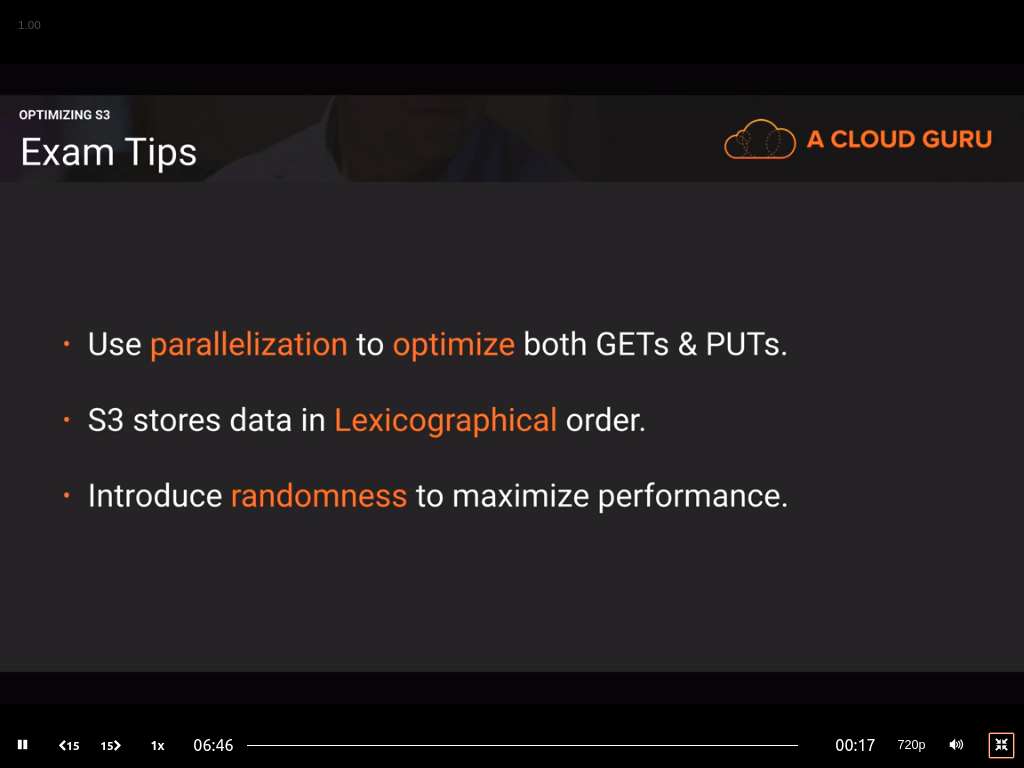 1.00
OPTIMIZING S3
Exam Tips
A CLOUD GURU
• Use parallelization to optimize both GETs & PUTs.
• S3 stores data in Lexicographical order.
• Introduce randomness to maximize performance.
15 15 1x 06:46 00:17 720p